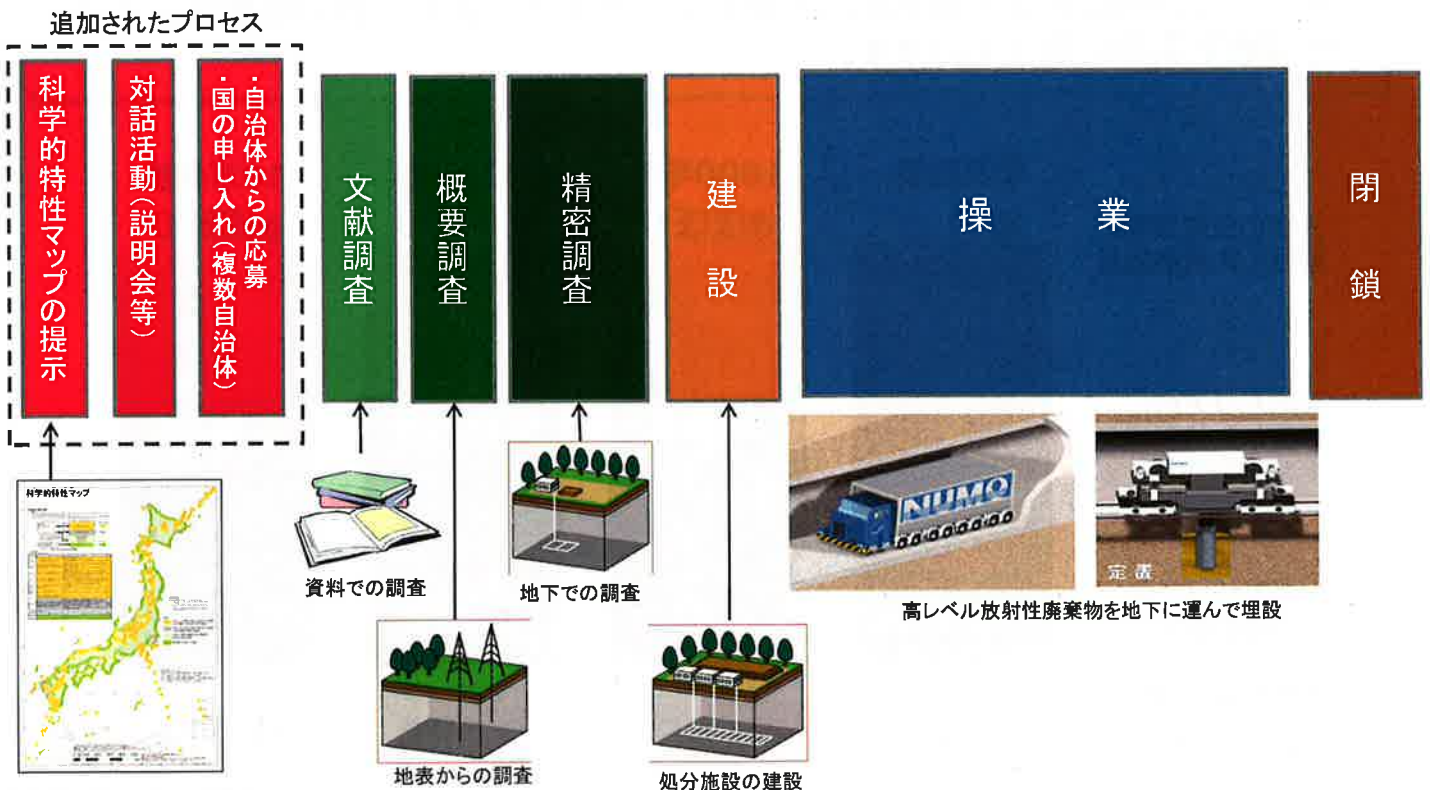 追加されたプロセス
科学的特性マップの提示
対話活動(説明会等)
・自治体からの応募
・国の申し入れ(複数自治体)
文献調査
概要調査
精密調査
建設
操業
閉鎖
科学的特性マップ
資料での調査
地下での調査
NUMO
定置
高レベル放射性廃棄物を地下に運んで埋設
地表からの調査
処分施設の建設